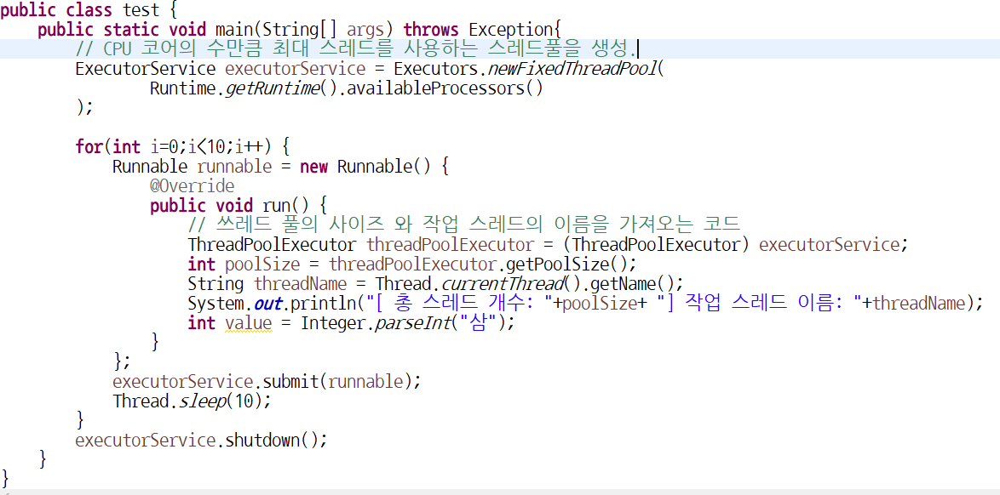 public class test {
public static void main(String[] args) throws Exception{
// CPU 코어의 수만큼 최대 스레드를 사용하는 스레드풀을 생성.
ExecutorService executorService = Executors.newFixedThreadPool(
Runtime.getRuntime().availableProcessors()
);
for(int i=0;i<10;i++) {
Runnable runnable = new Runnable() {
@Override
public void run() {
// 쓰레드 풀의 사이즈 와 작업 스레드의 이름을 가져오는 코드
ThreadPoolExecutor threadPoolExecutor = (ThreadPoolExecutor) executorService;
int poolSize = threadPoolExecutor.getPoolSize();
String threadName = Thread.currentThread().getName();
System.out.println("[ 총 스레드 개수: "+poolSize+ "] 작업 스레드 이름: "+threadName);
int value = Integer.parseInt("삼");
}
};
executorService.submit(runnable);
Thread.sleep(10);
}
executorService.shutdown();
}
}